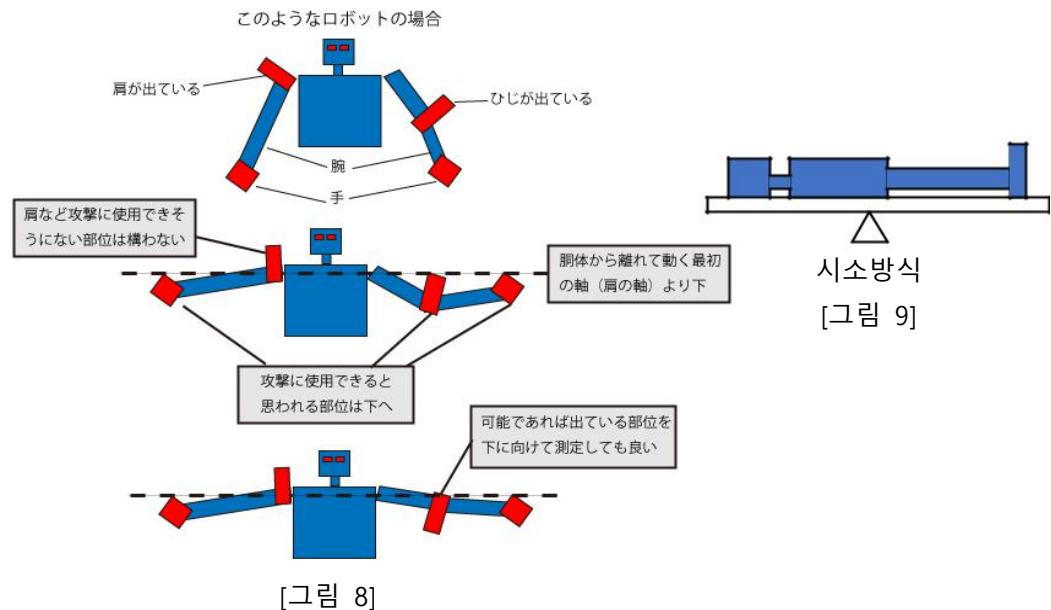 このようなロボットの場合
肩が出ている
ひじが出ている
腕
手
肩など攻撃に使用できそ
うにない部位は構わない
胴体から離れて動く最初
の軸（肩の軸）より下
攻撃に使用できると
思われる部位は下へ
可能であれば出ている部位を
下に向けて測定しても良い
[그림 8]
시소방식
[그림 9]